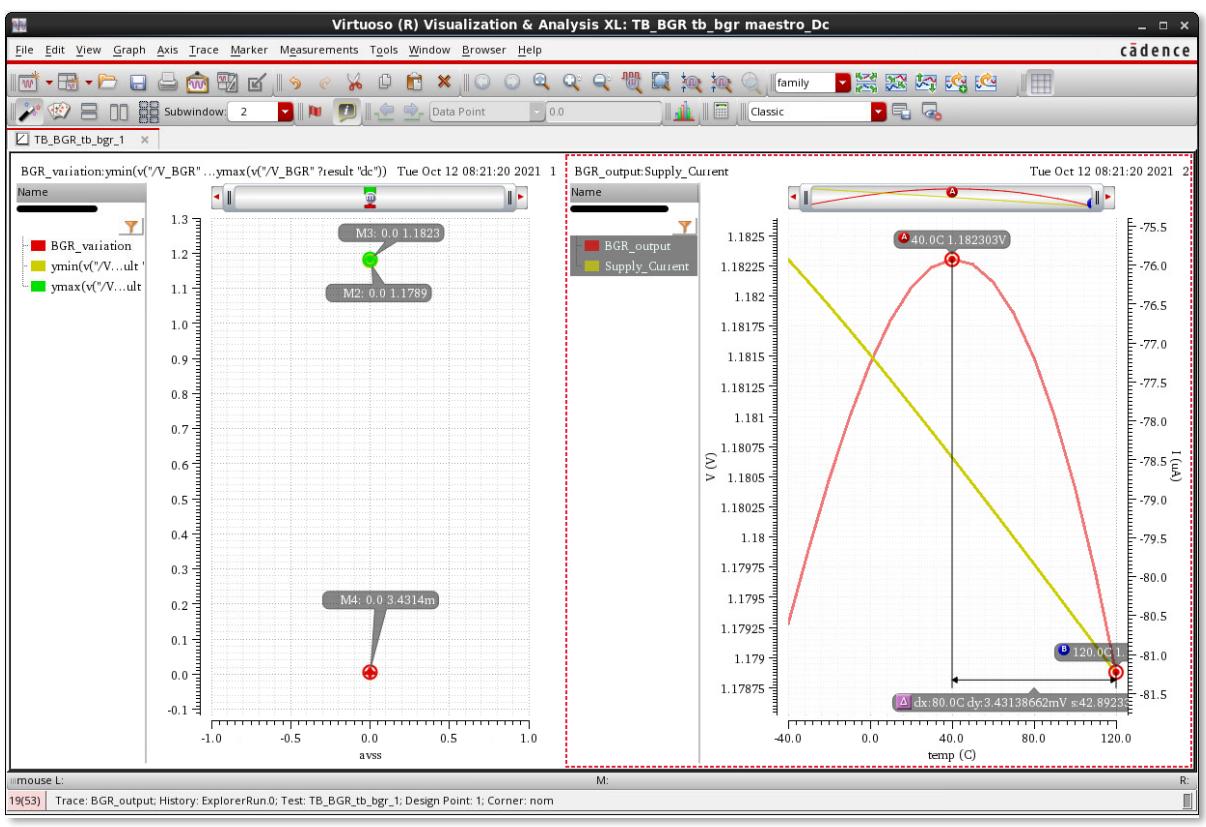 Virtuoso (R) Visualization & Analysis XL: TB_BGR tb_bgr maestro_Dc
File Edit View Graph Axis Trace Marker Measurements Tools Window Browser Help
cādence
family
Subwindow: 2
Data Point
0.0
Classic
TB_BGR_tb_bgr_1
BGR_variation:ymin(v("/V_BGR" ...ymax(v("/V_BGR" ?result "dc")) Tue Oct 12 08:21:20 2021 1
Name
BGR_variation
ymin(v("/V...ult "
ymax(v("/V...ult
1.3
1.2
1.1
1.0
0.9
0.8
0.7
0.6
0.5
0.4
0.3
0.2
0.1
0.0
-0.1
M3: 0.0 1.1823
M2: 0.0 1.1789
M4: 0.0 3.4314m
-1.0 -0.5 0.0 0.5 1.0
avss
BGR_output:Supply_Current Tue Oct 12 08:21:20 2021 2
Name
BGR_output
Supply_Current
A
V (V)
1.1825
1.18225
1.182
1.18175
1.1815
1.18125
1.181
1.18075
1.1805
1.18025
1.18
1.17975
1.1795
1.17925
1.179
1.17875
A 40.0C 1.182303V
B 120.0C 1.
Δ dx:80.0C dy:3.43138662mV s:42.89233
-75.5
-76.0
-76.5
-77.0
-77.5
-78.0
-78.5
-79.0
-79.5
-80.0
-80.5
-81.0
-81.5
I (uA)
-40.0 0.0 40.0 80.0 120.0
temp (C)
mouse L: M: R:
19(53) Trace: BGR_output; History: ExplorerRun.0; Test: TB_BGR_tb_bgr_1; Design Point: 1; Corner: nom